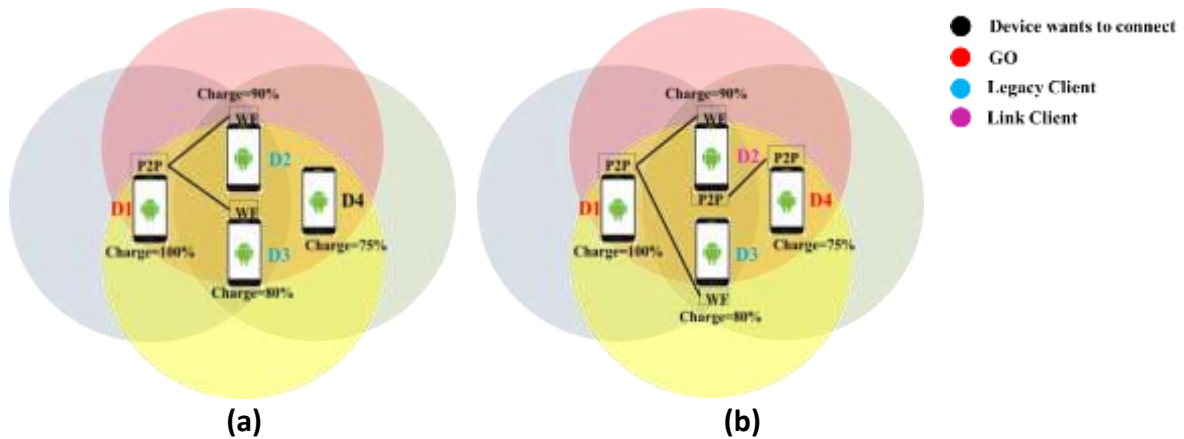 Charge=90%
WF
P2P
D2
WF
D4
D1
Charge=100%
D3
Charge=75%
Charge=80%
(a)
Charge=90%
WF
P2P
D2
P2P
P2P
D4
D1
Charge=100%
D3
Charge=75%
WF
Charge=80%
(b)
Device wants to connect
GO
Legacy Client
Link Client